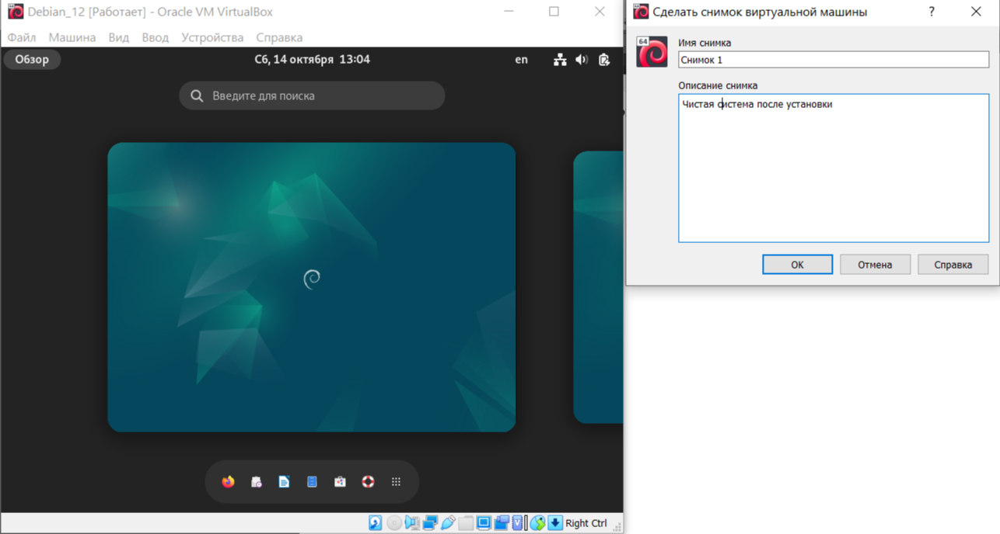 Debian_12 [Работает] - Oracle VM VirtualBox
Файл Машина Вид Ввод Устройства Справка
Обзор Сб, 14 октября 13:04 en
Введите для поиска
Right Ctrl
Сделать снимок виртуальной машины ?
64
Имя снимка
Снимок 1
Описание снимка
Чистая система после установки
ОК Отмена Справка